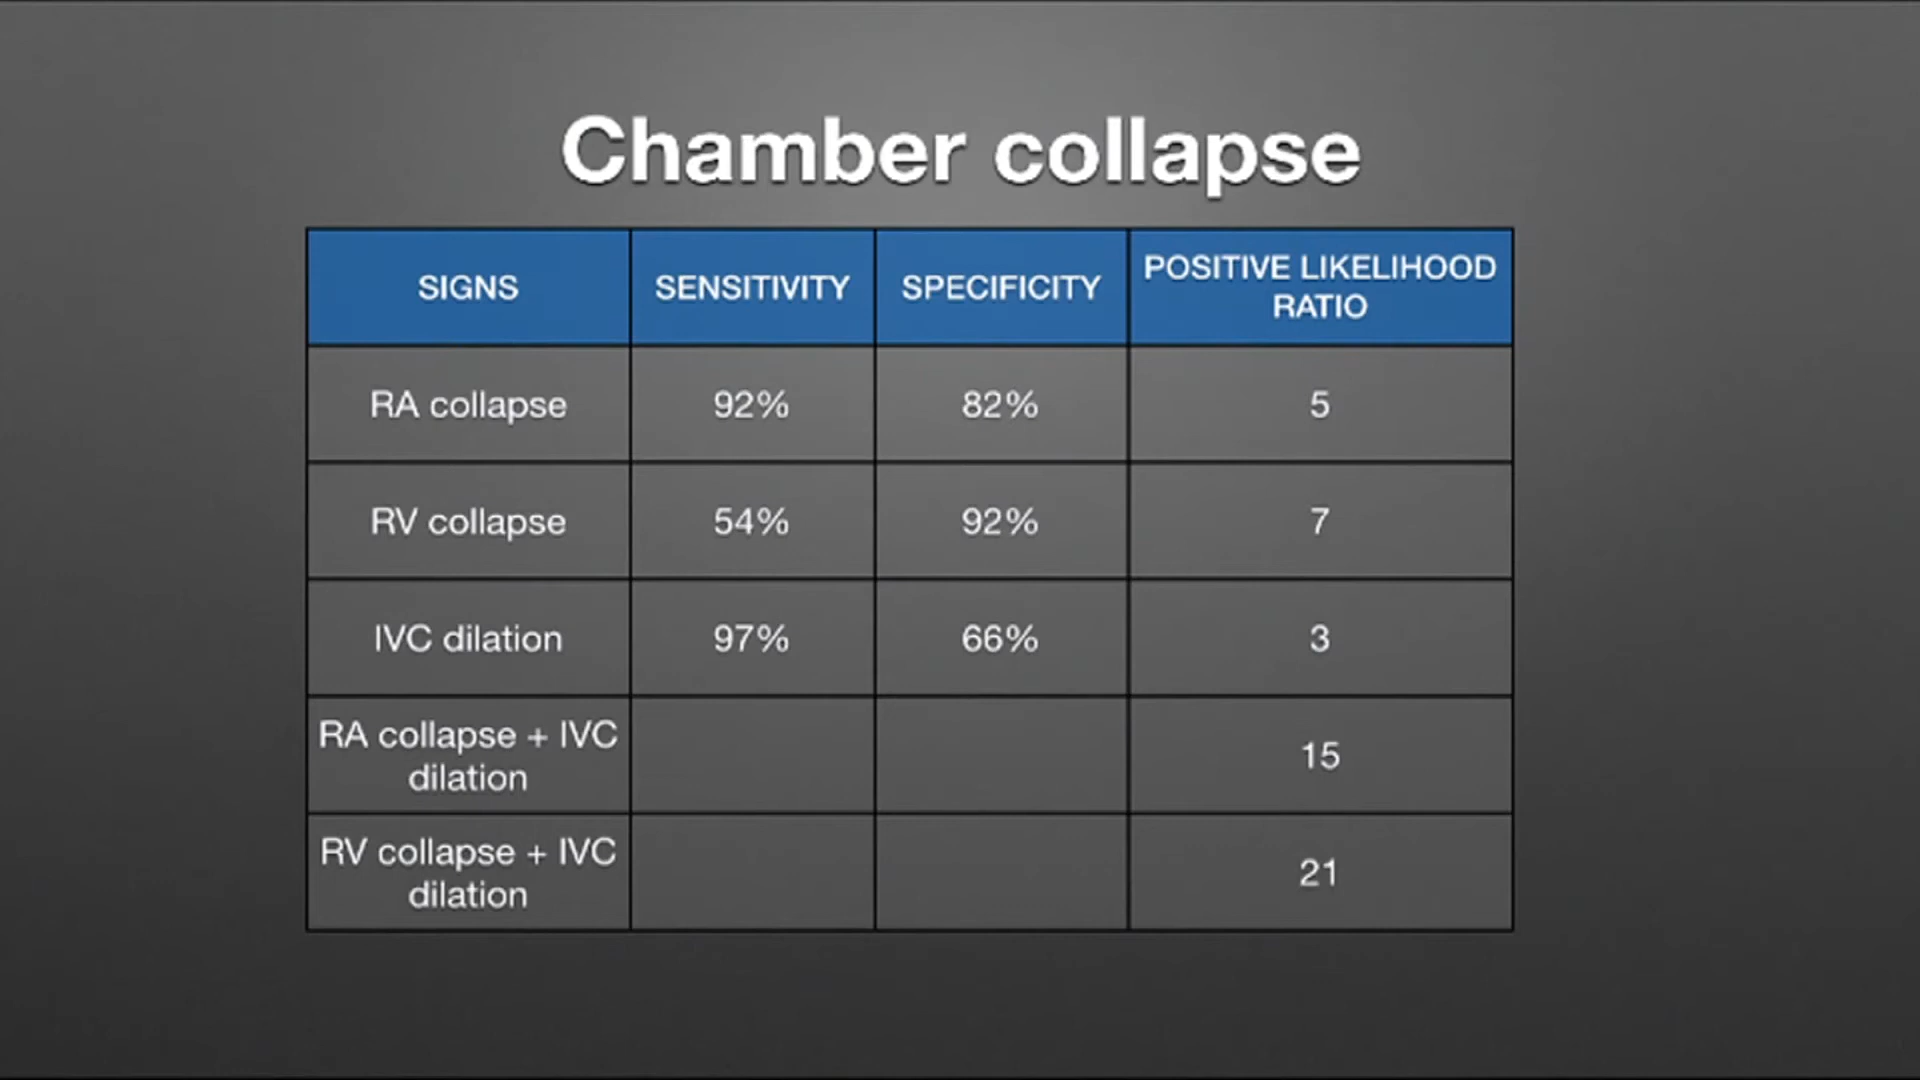 Chamber collapse
SIGNS SENSITIVITY SPECIFICITY POSITIVE LIKELIHOOD
RATIO
RA collapse 92% 82% 5
RV collapse 54% 92% 7
IVC dilation 97% 66% 3
RA collapse + IVC
dilation 15
RV collapse + IVC
dilation 21